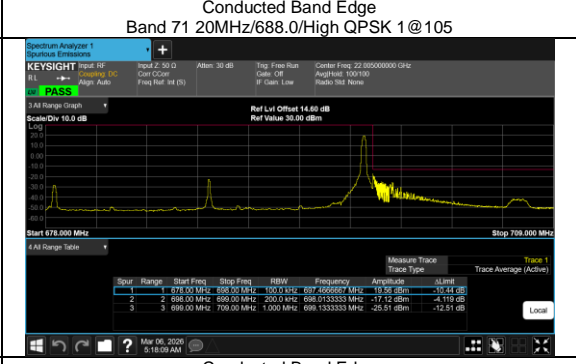 Conducted Band Edge
Band 71 20MHz/688.0/High QPSK 1@105
Spectrum Analyzer 1
Spurious Emissions
KEYSIGHT Input: RF Input Z: 50 Ω Atten: 30 dB Trig: Free Run Center Freq: 22.005000000 GHz
R L Coupling: DC Corr CCorr Gate: Off Avg|Hold: 100/100
Align: Auto Freq Ref: Int (S) IF Gain: Low Radio Std: None
PASS
3 All Range Graph Ref Lvl Offset 14.60 dB
Scale/Div 10.0 dB Ref Value 30.00 dBm
Log
20.0
10.0
0.00
-10.0
-20.0
-30.0
-40.0
-50.0
-60.0
Start 678.000 MHz Stop 709.000 MHz
4 All Range Table
Measure Trace Trace 1
Trace Type Trace Average (Active)
Spur Range Start Freq Stop Freq RBW Frequency Amplitude ΔLimit
1 1 678.00 MHz 698.00 MHz 100.0 kHz 697.4666667 MHz 19.56 dBm -10.44 dB
2 2 698.00 MHz 699.00 MHz 200.0 kHz 698.0133333 MHz -17.12 dBm -4.119 dB
3 3 699.00 MHz 709.00 MHz 1.000 MHz 699.1333333 MHz -25.51 dBm -12.51 dB
Local
? Mar 06, 2026
5:16:09 AM